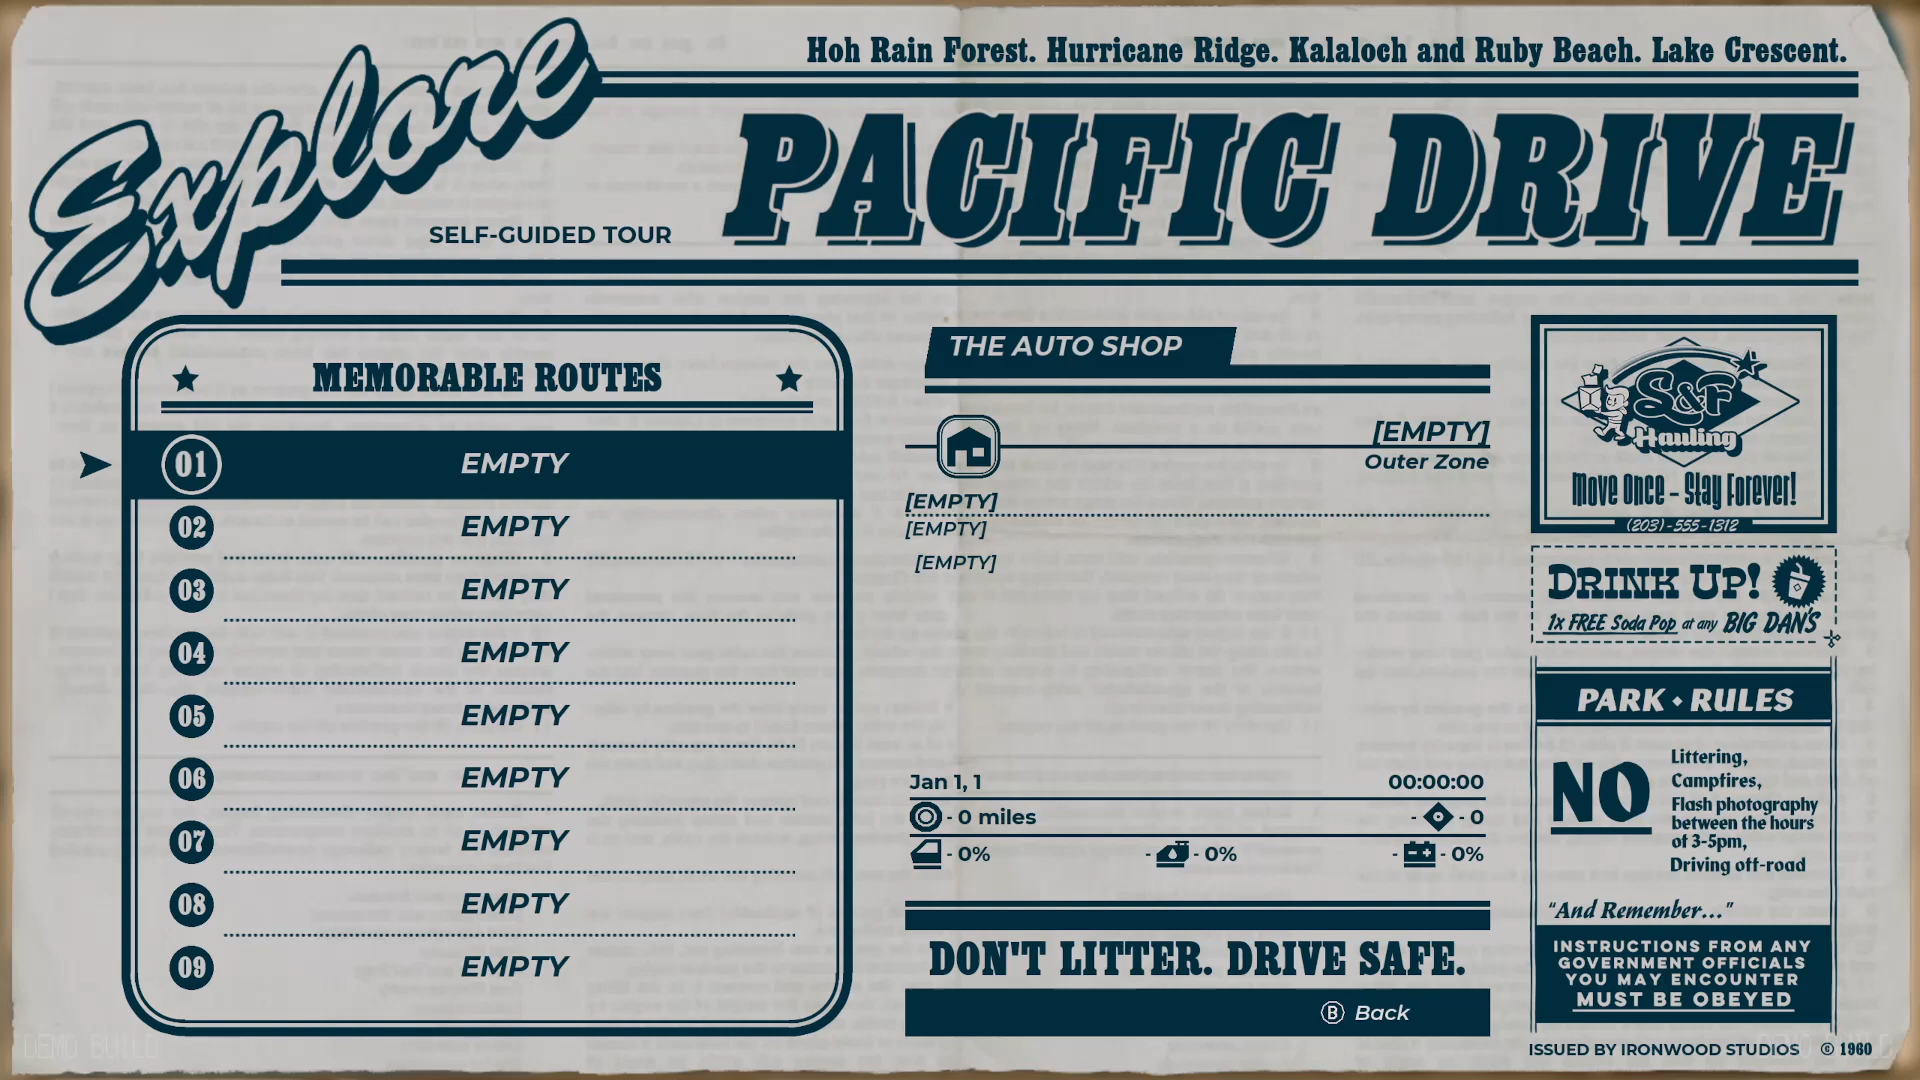 Explore
Hoh Rain Forest. Hurricane Ridge. Kalaloch and Ruby Beach. Lake Crescent.
SELF-GUIDED TOUR
PACIFIC DRIVE
MEMORABLE ROUTES
01 EMPTY
02 EMPTY
03 EMPTY
04 EMPTY
05 EMPTY
06 EMPTY
07 EMPTY
08 EMPTY
09 EMPTY
THE AUTO SHOP
[EMPTY]
Outer Zone
[EMPTY]
[EMPTY]
[EMPTY]
Jan 1, 1 00:00:00
- 0 miles - - 0
- 0% - - 0% - - 0%
DON'T LITTER. DRIVE SAFE.
B Back
S&F
Hauling
Move Once - Stay Forever!
(203)-555-1312
DRINK UP!
1x FREE Soda Pop at any BIG DAN'S
PARK • RULES
NO
Littering,
Campfires,
Flash photography
between the hours
of 3-5pm,
Driving off-road
"And Remember..."
INSTRUCTIONS FROM ANY
GOVERNMENT OFFICIALS
YOU MAY ENCOUNTER
MUST BE OBEYED
ISSUED BY IRONWOOD STUDIOS © 1960
DEMO BUILD